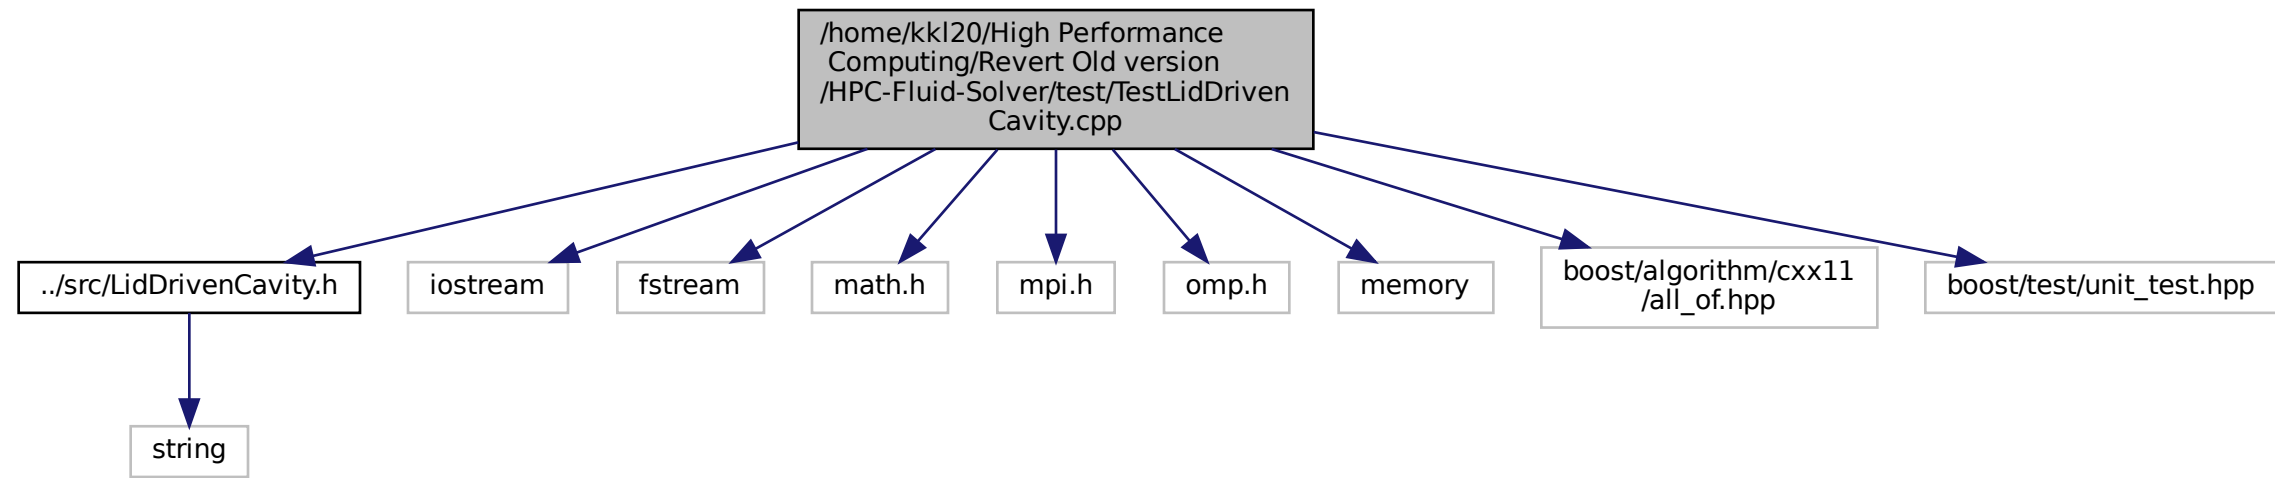 /home/kkl20/High Performance
Computing/Revert Old version
/HPC-Fluid-Solver/test/TestLidDriven
Cavity.cpp
../src/LidDrivenCavity.h
iostream
fstream
math.h
mpi.h
omp.h
memory
boost/algorithm/cxx11
/all_of.hpp
boost/test/unit_test.hpp
string